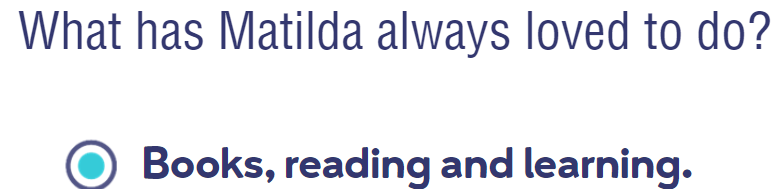 What has Matilda always loved to do?
Books, reading and learning.